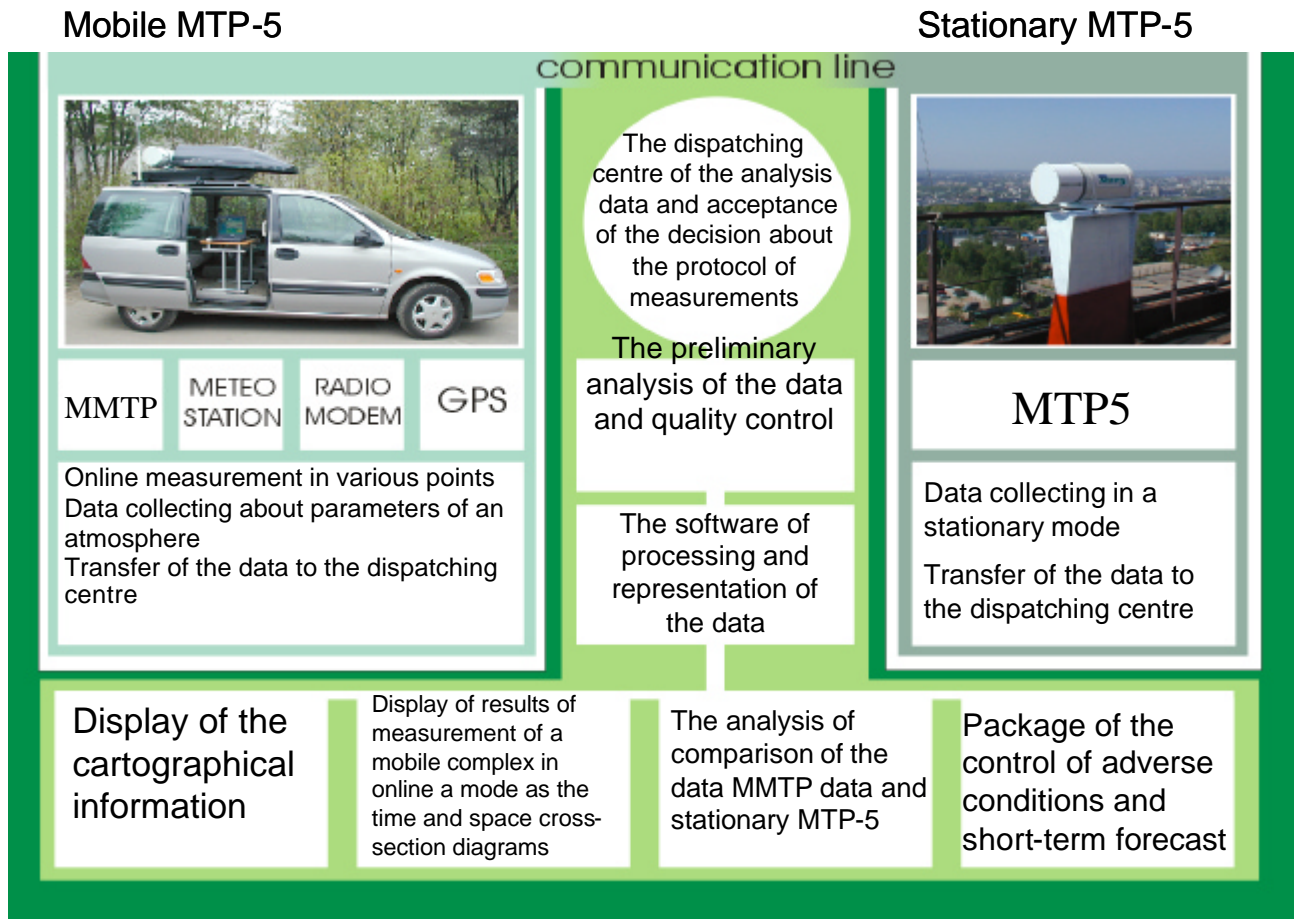 Mobile MTP-5
Stationary MTP-5
communication line
MMTP
METEO
STATION
RADIO
MODEM
GPS
Online measurement in various points
Data collecting about parameters of an
atmosphere
Transfer of the data to the dispatching
centre
The dispatching
centre of the analysis
data and acceptance
of the decision about
the protocol of
measurements
The preliminary
analysis of the data
and quality control
The software of
processing and
representation of
the data
MTP5
Data collecting in a
stationary mode
Transfer of the data to
the dispatching centre
Display of the
cartographical
information
Display of results of
measurement of a
mobile complex in
online a mode as the
time and space cross-
section diagrams
The analysis of
comparison of the
data MMTP data and
stationary MTP-5
Package of the
control of adverse
conditions and
short-term forecast